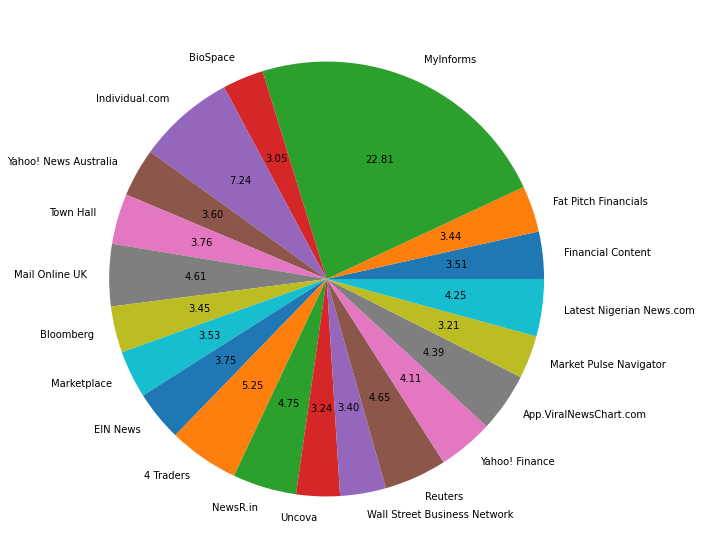 BioSpace
MyInforms
Individual.com
3.05
22.81
Yahoo! News Australia
7.24
Fat Pitch Financials
3.60
Town Hall
3.44
3.76
Financial Content
3.51
Mail Online UK
4.61
4.25
Latest Nigerian News.com
3.45
3.21
Bloomberg
3.53
4.39
Market Pulse Navigator
3.75
4.11
Marketplace
5.25
4.65
4.75
3.24
3.40
App.ViralNewsChart.com
EIN News
Yahoo! Finance
4 Traders
Reuters
NewsR.in
Uncova
Wall Street Business Network